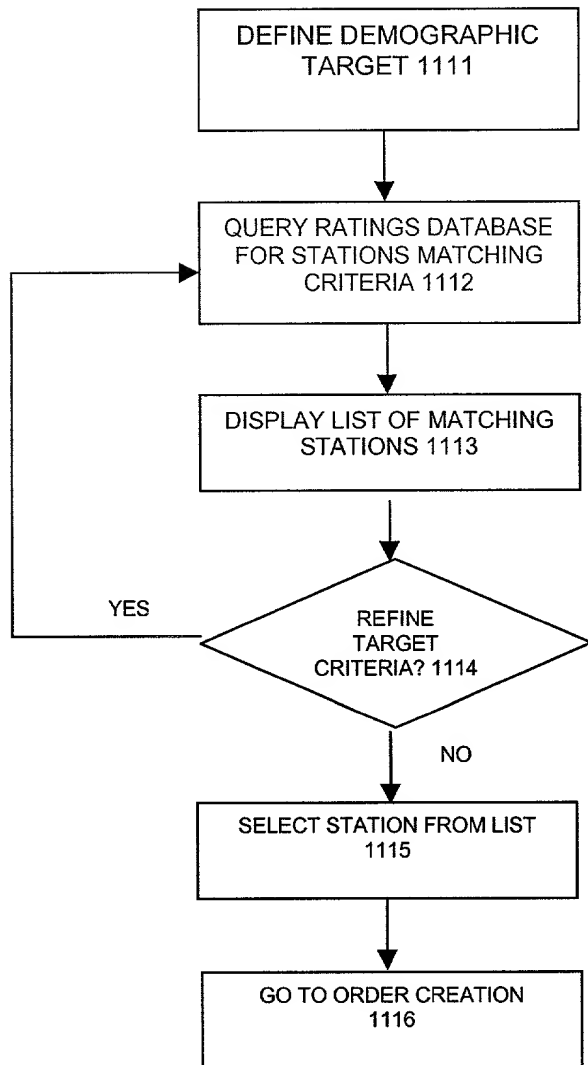 DEFINE DEMOGRAPHIC
TARGET 1111
QUERY RATINGS DATABASE
FOR STATIONS MATCHING
CRITERIA 1112
DISPLAY LIST OF MATCHING
STATIONS 1113
YES
REFINE
TARGET
CRITERIA? 1114
NO
SELECT STATION FROM LIST
1115
GO TO ORDER CREATION
1116